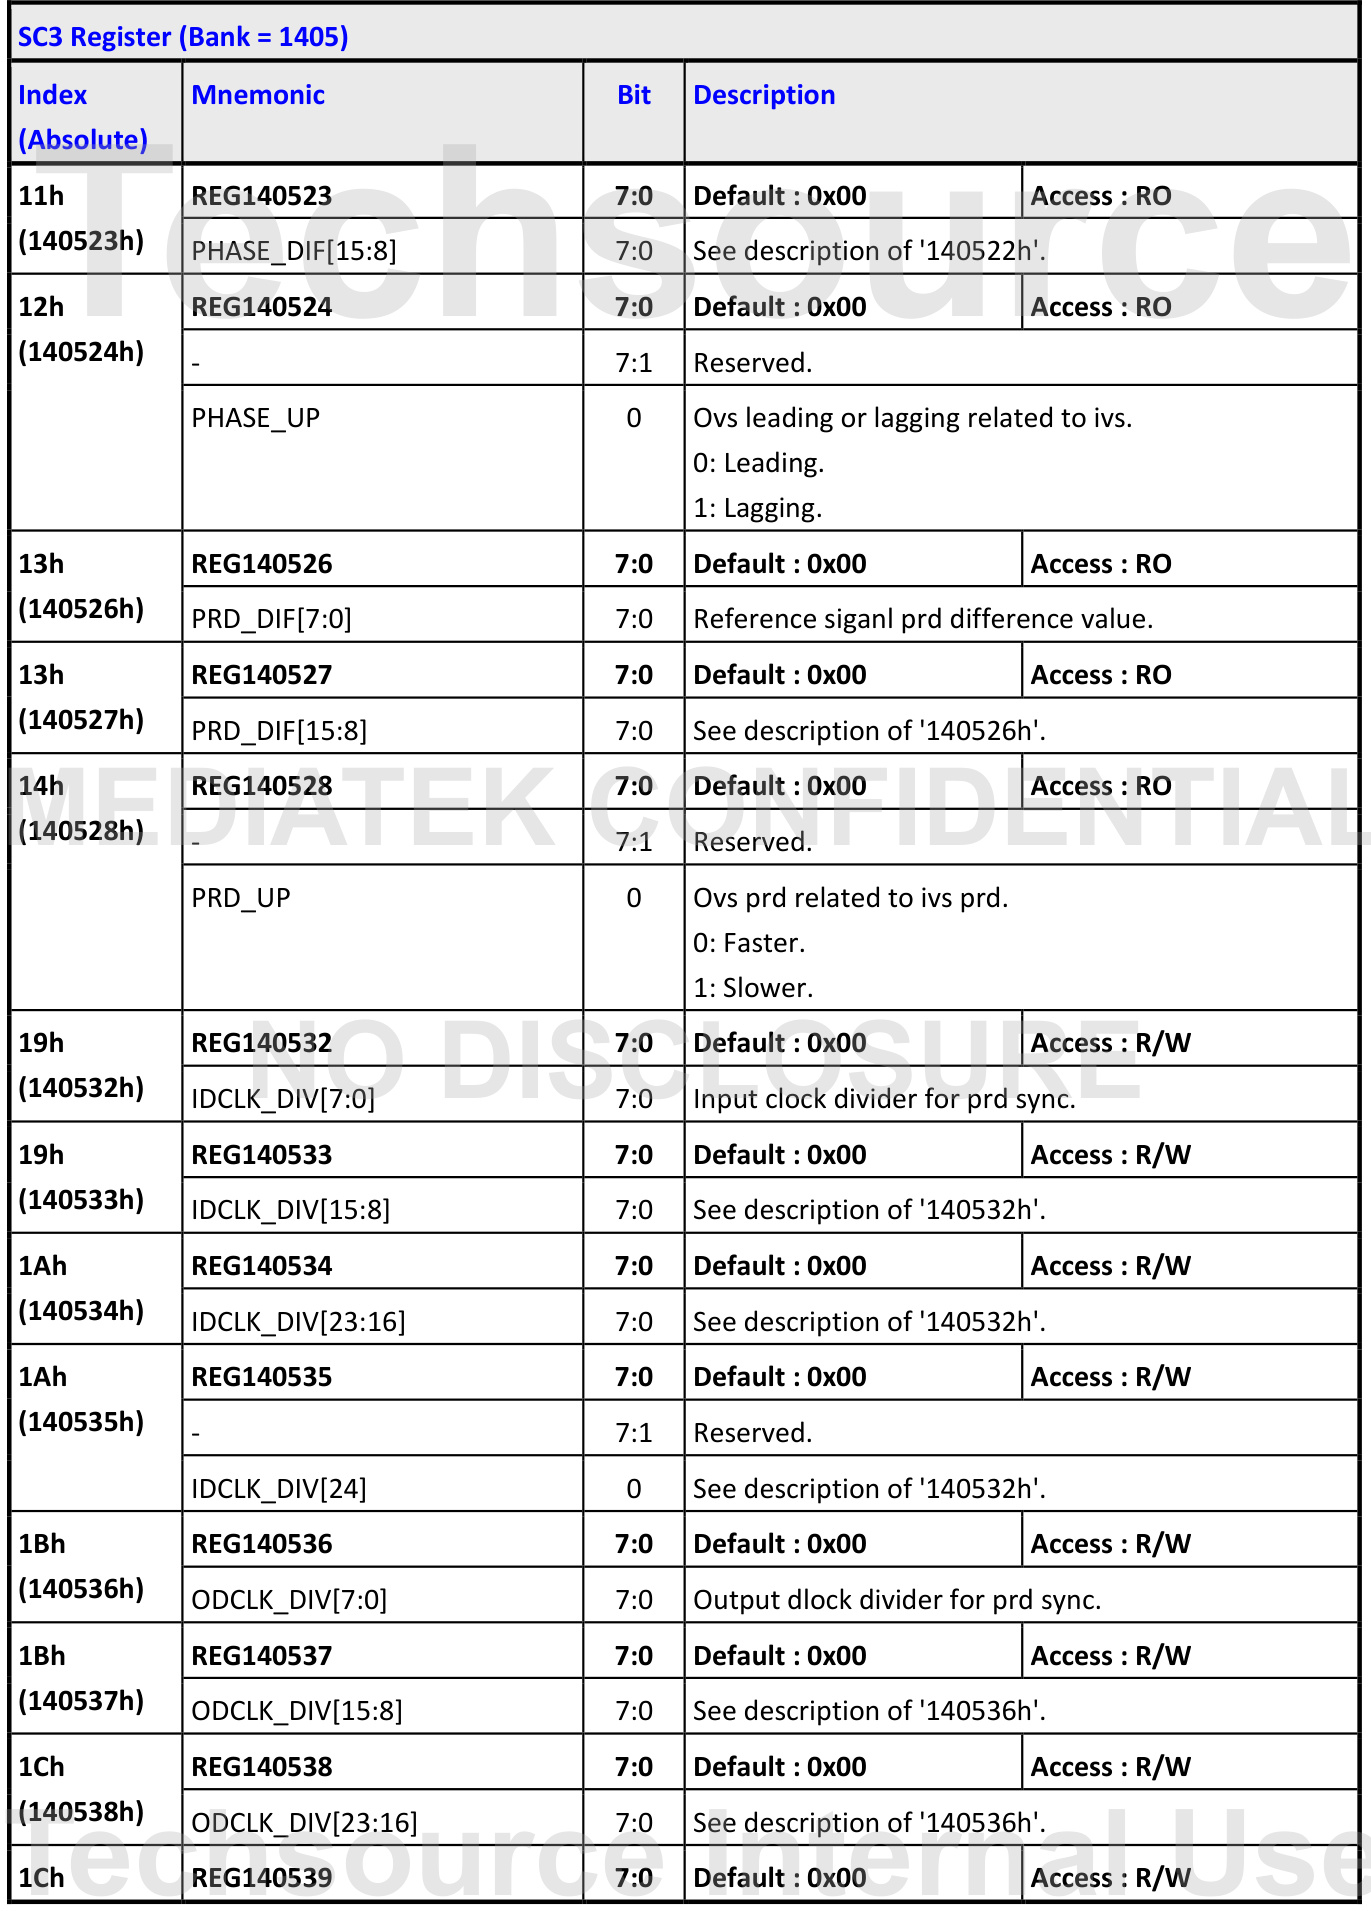 SC3 Register (Bank = 1405)
Index (Absolute) Mnemonic Bit Description
11h (140523h) REG140523 7:0 Default : 0x00 Access : RO
PHASE_DIF[15:8] 7:0 See description of '140522h'.
12h (140524h) REG140524 7:0 Default : 0x00 Access : RO
- 7:1 Reserved.
PHASE_UP 0 Ovs leading or lagging related to ivs.
0: Leading.
1: Lagging.
13h (140526h) REG140526 7:0 Default : 0x00 Access : RO
PRD_DIF[7:0] 7:0 Reference siganl prd difference value.
13h (140527h) REG140527 7:0 Default : 0x00 Access : RO
PRD_DIF[15:8] 7:0 See description of '140526h'.
14h (140528h) REG140528 7:0 Default : 0x00 Access : RO
- 7:1 Reserved.
PRD_UP 0 Ovs prd related to ivs prd.
0: Faster.
1: Slower.
19h (140532h) REG140532 7:0 Default : 0x00 Access : R/W
IDCLK_DIV[7:0] 7:0 Input clock divider for prd sync.
19h (140533h) REG140533 7:0 Default : 0x00 Access : R/W
IDCLK_DIV[15:8] 7:0 See description of '140532h'.
1Ah (140534h) REG140534 7:0 Default : 0x00 Access : R/W
IDCLK_DIV[23:16] 7:0 See description of '140532h'.
1Ah (140535h) REG140535 7:0 Default : 0x00 Access : R/W
- 7:1 Reserved.
IDCLK_DIV[24] 0 See description of '140532h'.
1Bh (140536h) REG140536 7:0 Default : 0x00 Access : R/W
ODCLK_DIV[7:0] 7:0 Output dlock divider for prd sync.
1Bh (140537h) REG140537 7:0 Default : 0x00 Access : R/W
ODCLK_DIV[15:8] 7:0 See description of '140536h'.
1Ch (140538h) REG140538 7:0 Default : 0x00 Access : R/W
ODCLK_DIV[23:16] 7:0 See description of '140536h'.
1Ch REG140539 7:0 Default : 0x00 Access : R/W
Techsource
MEDIATEK CONFIDENTIAL
NO DISCLOSURE
Techsource Internal Use